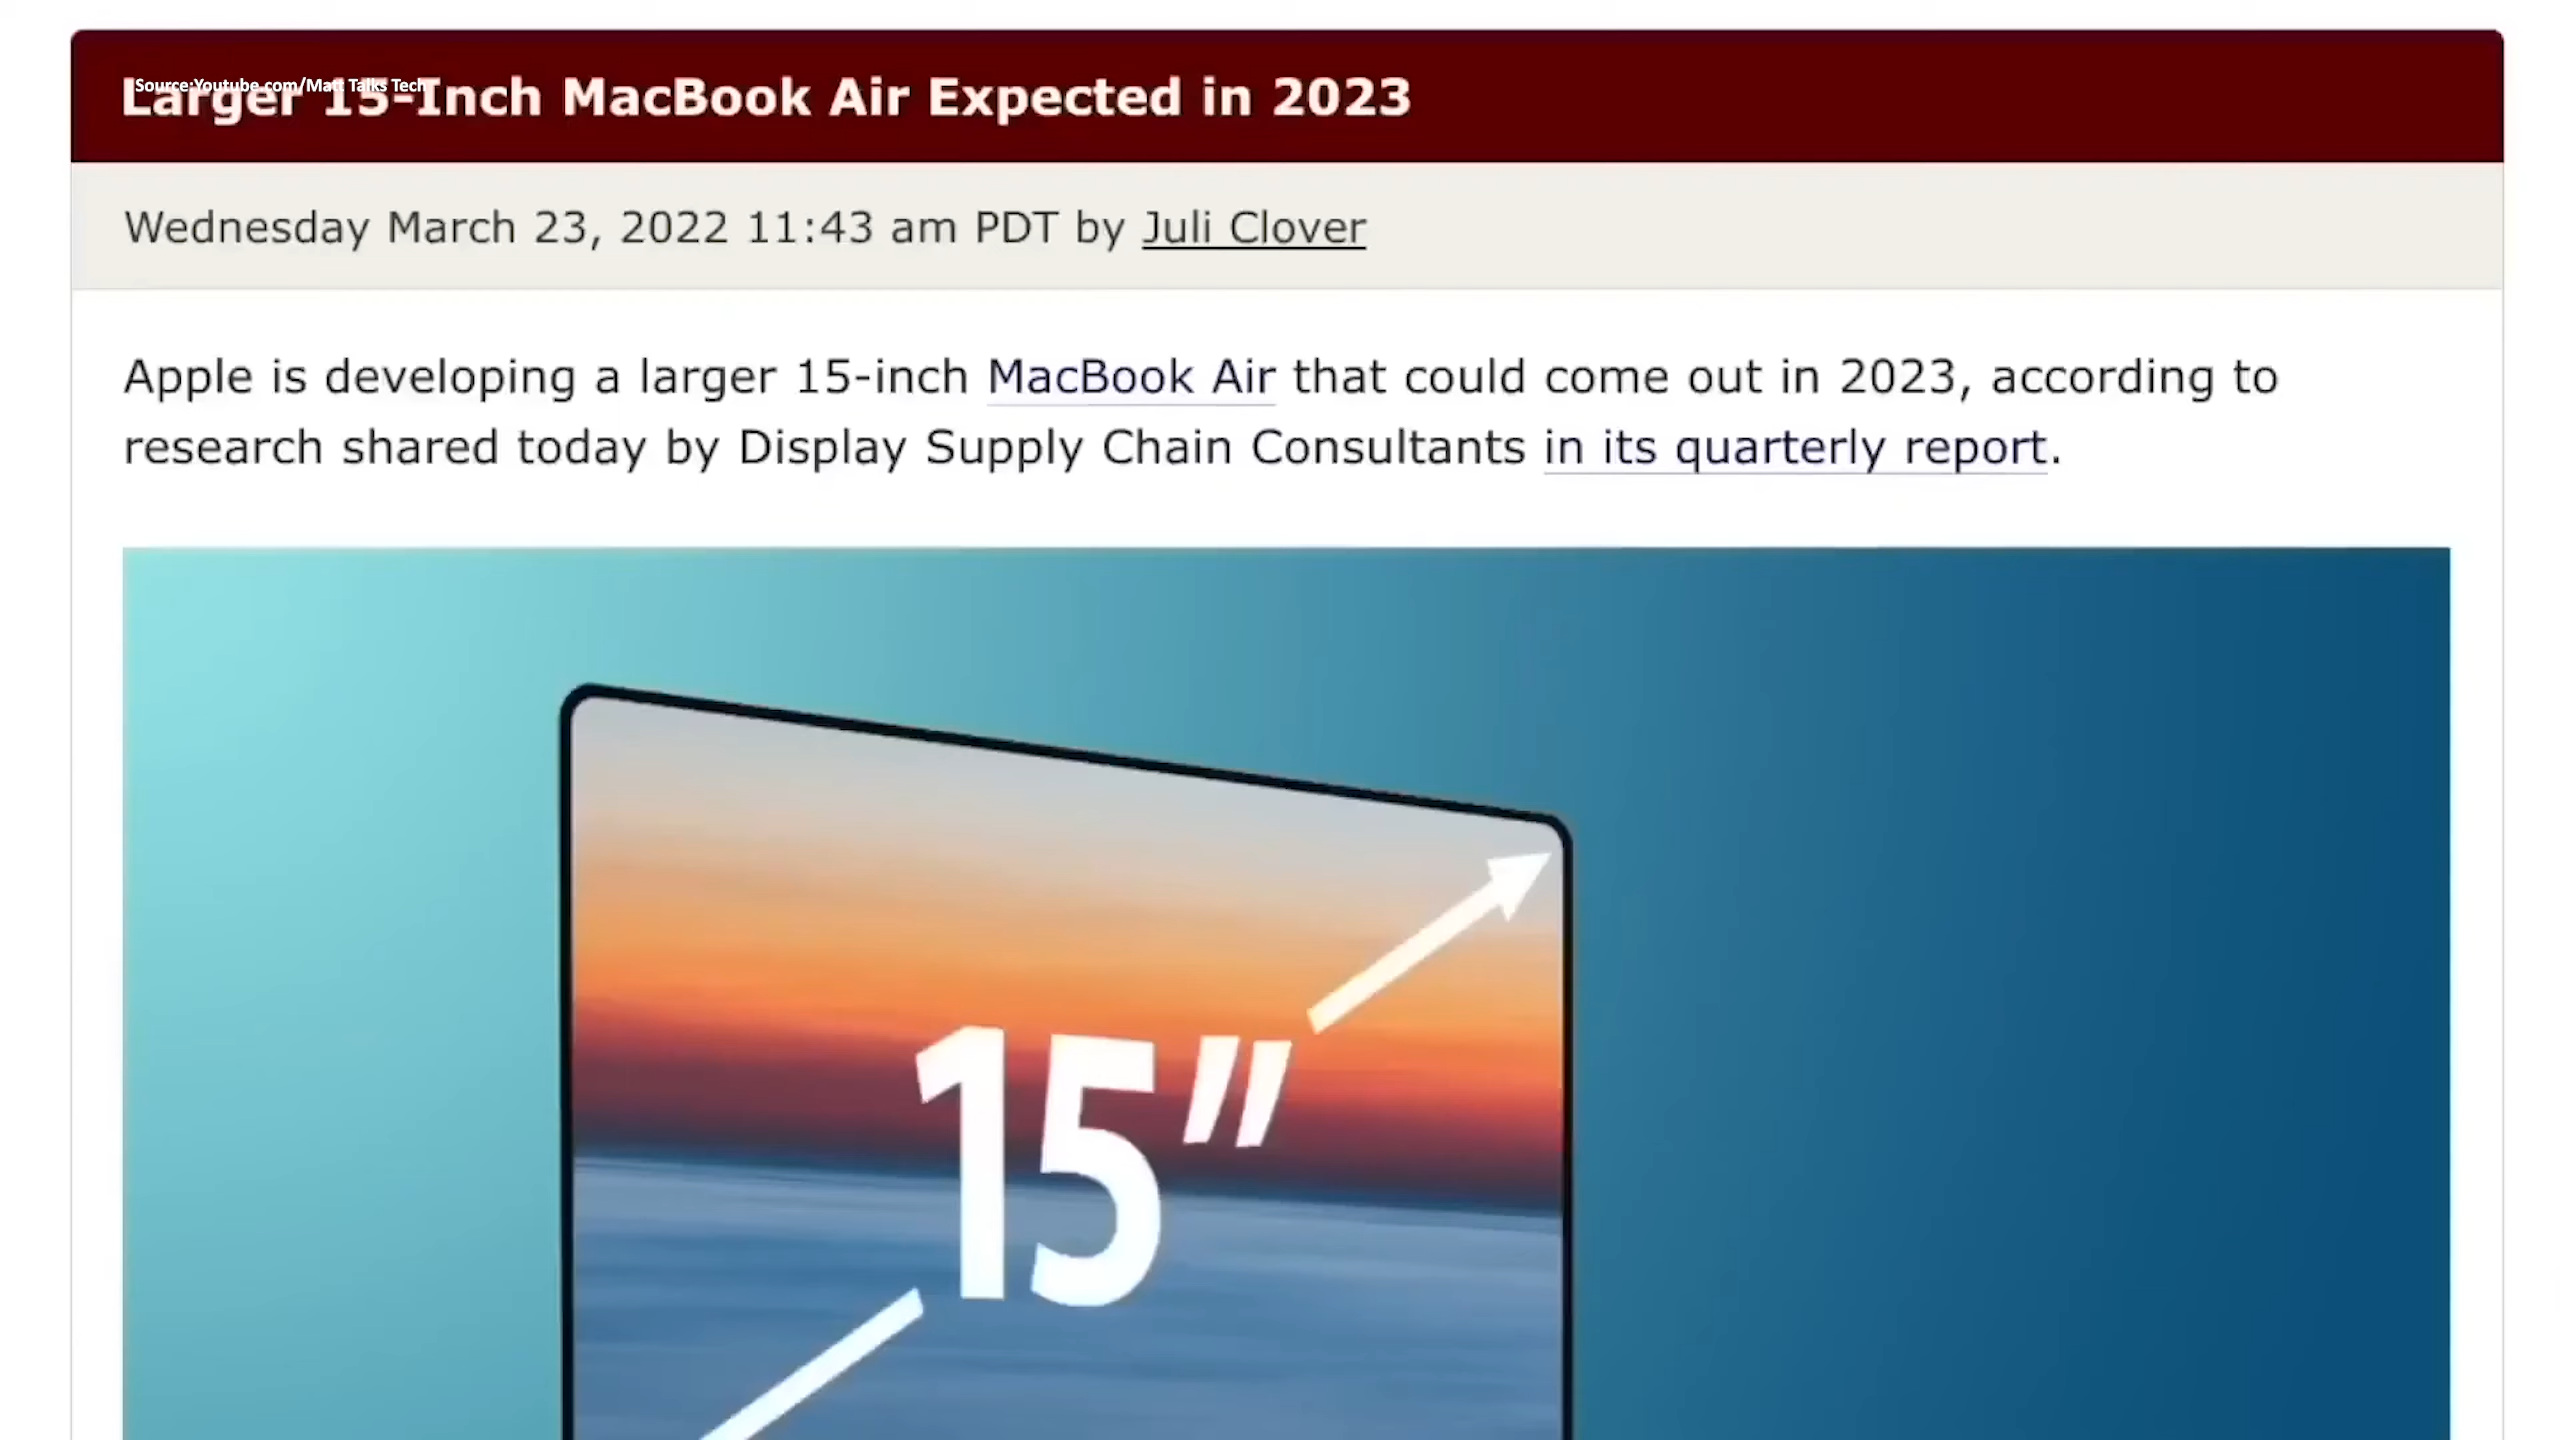 Source:Youtube.com/Matt Talks Tech
Larger 15-Inch MacBook Air Expected in 2023
Wednesday March 23, 2022 11:43 am PDT by Juli Clover
Apple is developing a larger 15-inch MacBook Air that could come out in 2023, according to
research shared today by Display Supply Chain Consultants in its quarterly report.
15″